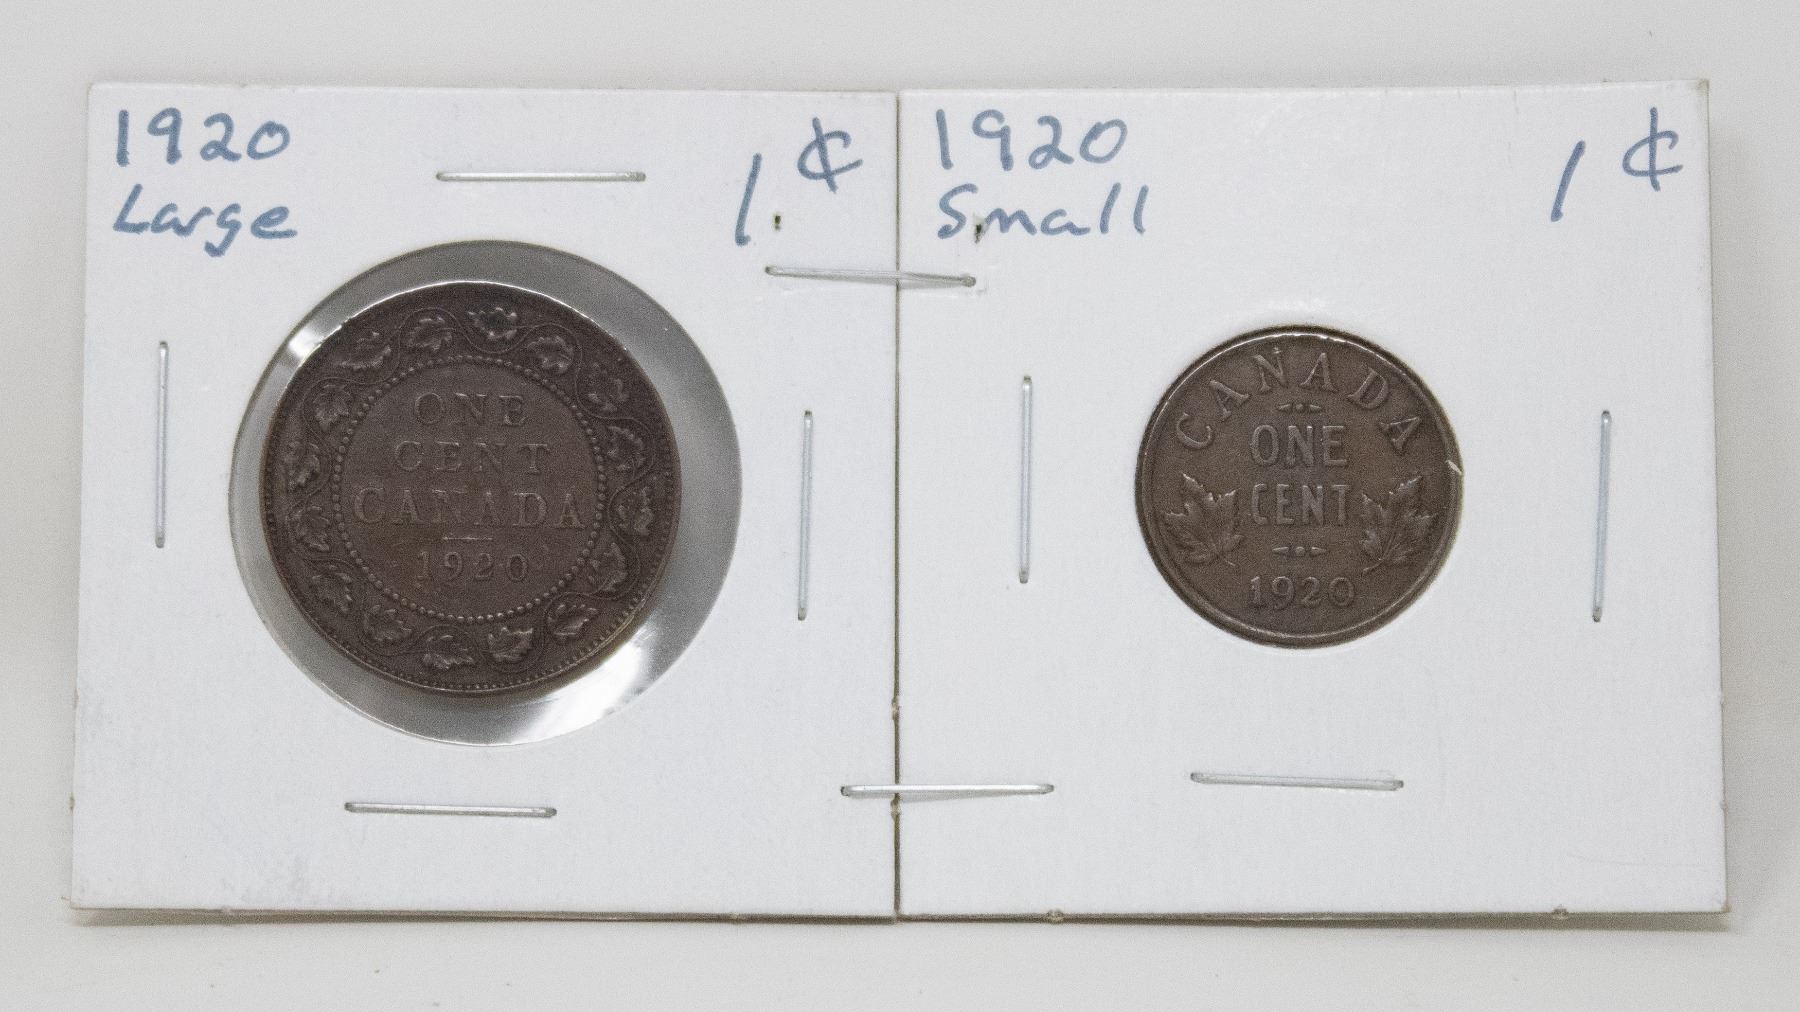 1920
Large
1 ¢
ONE
CENT
CANADA
1920
1920
Small
1 ¢
CANADA
ONE
CENT
1920